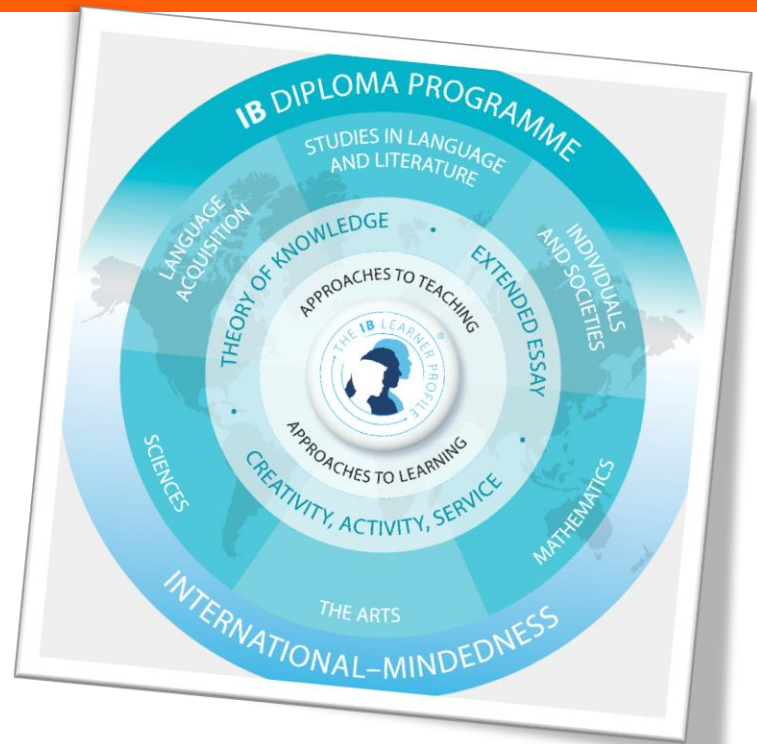 IB DIPLOMA PROGRAMME
STUDIES IN LANGUAGE
AND LITERATURE
LANGUAGE
ACQUISITION
INDIVIDUALS
AND SOCIETIES
THEORY OF KNOWLEDGE
•
EXTENDED ESSAY
•
CREATIVITY, ACTIVITY, SERVICE
•
APPROACHES TO TEACHING
THE IB LEARNER PROFILE
®
APPROACHES TO LEARNING
SCIENCES
MATHEMATICS
THE ARTS
INTERNATIONAL–MINDEDNESS